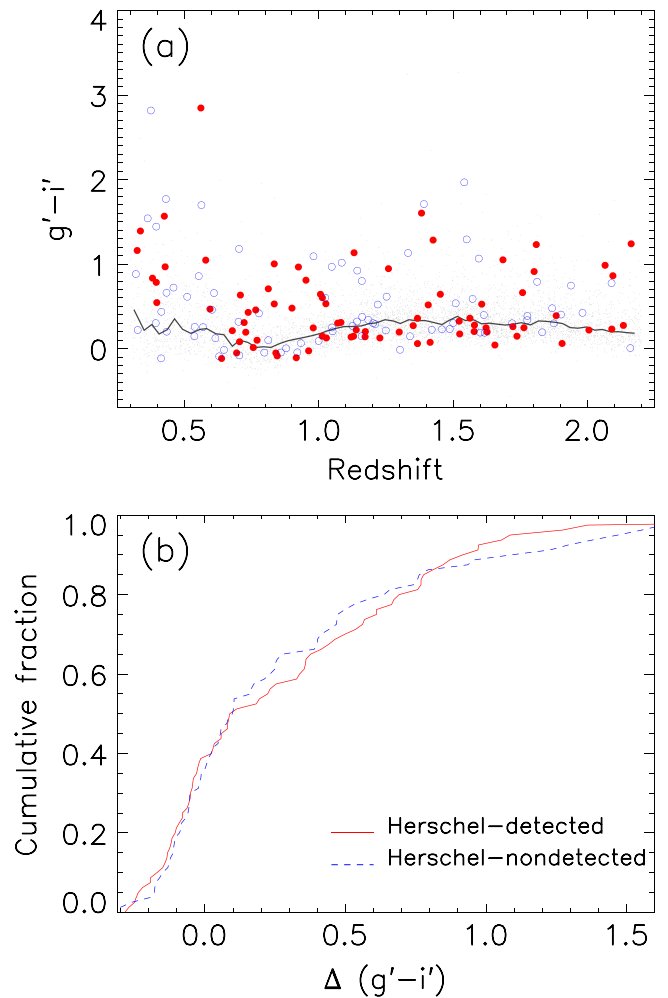 (a)
4
3
2
1
0
g′−i′
0.5 1.0 1.5 2.0
Redshift
(b)
1.0
0.8
0.6
0.4
0.2
0.0
Cumulative fraction
Herschel−detected
Herschel−nondetected
0.0 0.5 1.0 1.5
Δ (g′−i′)